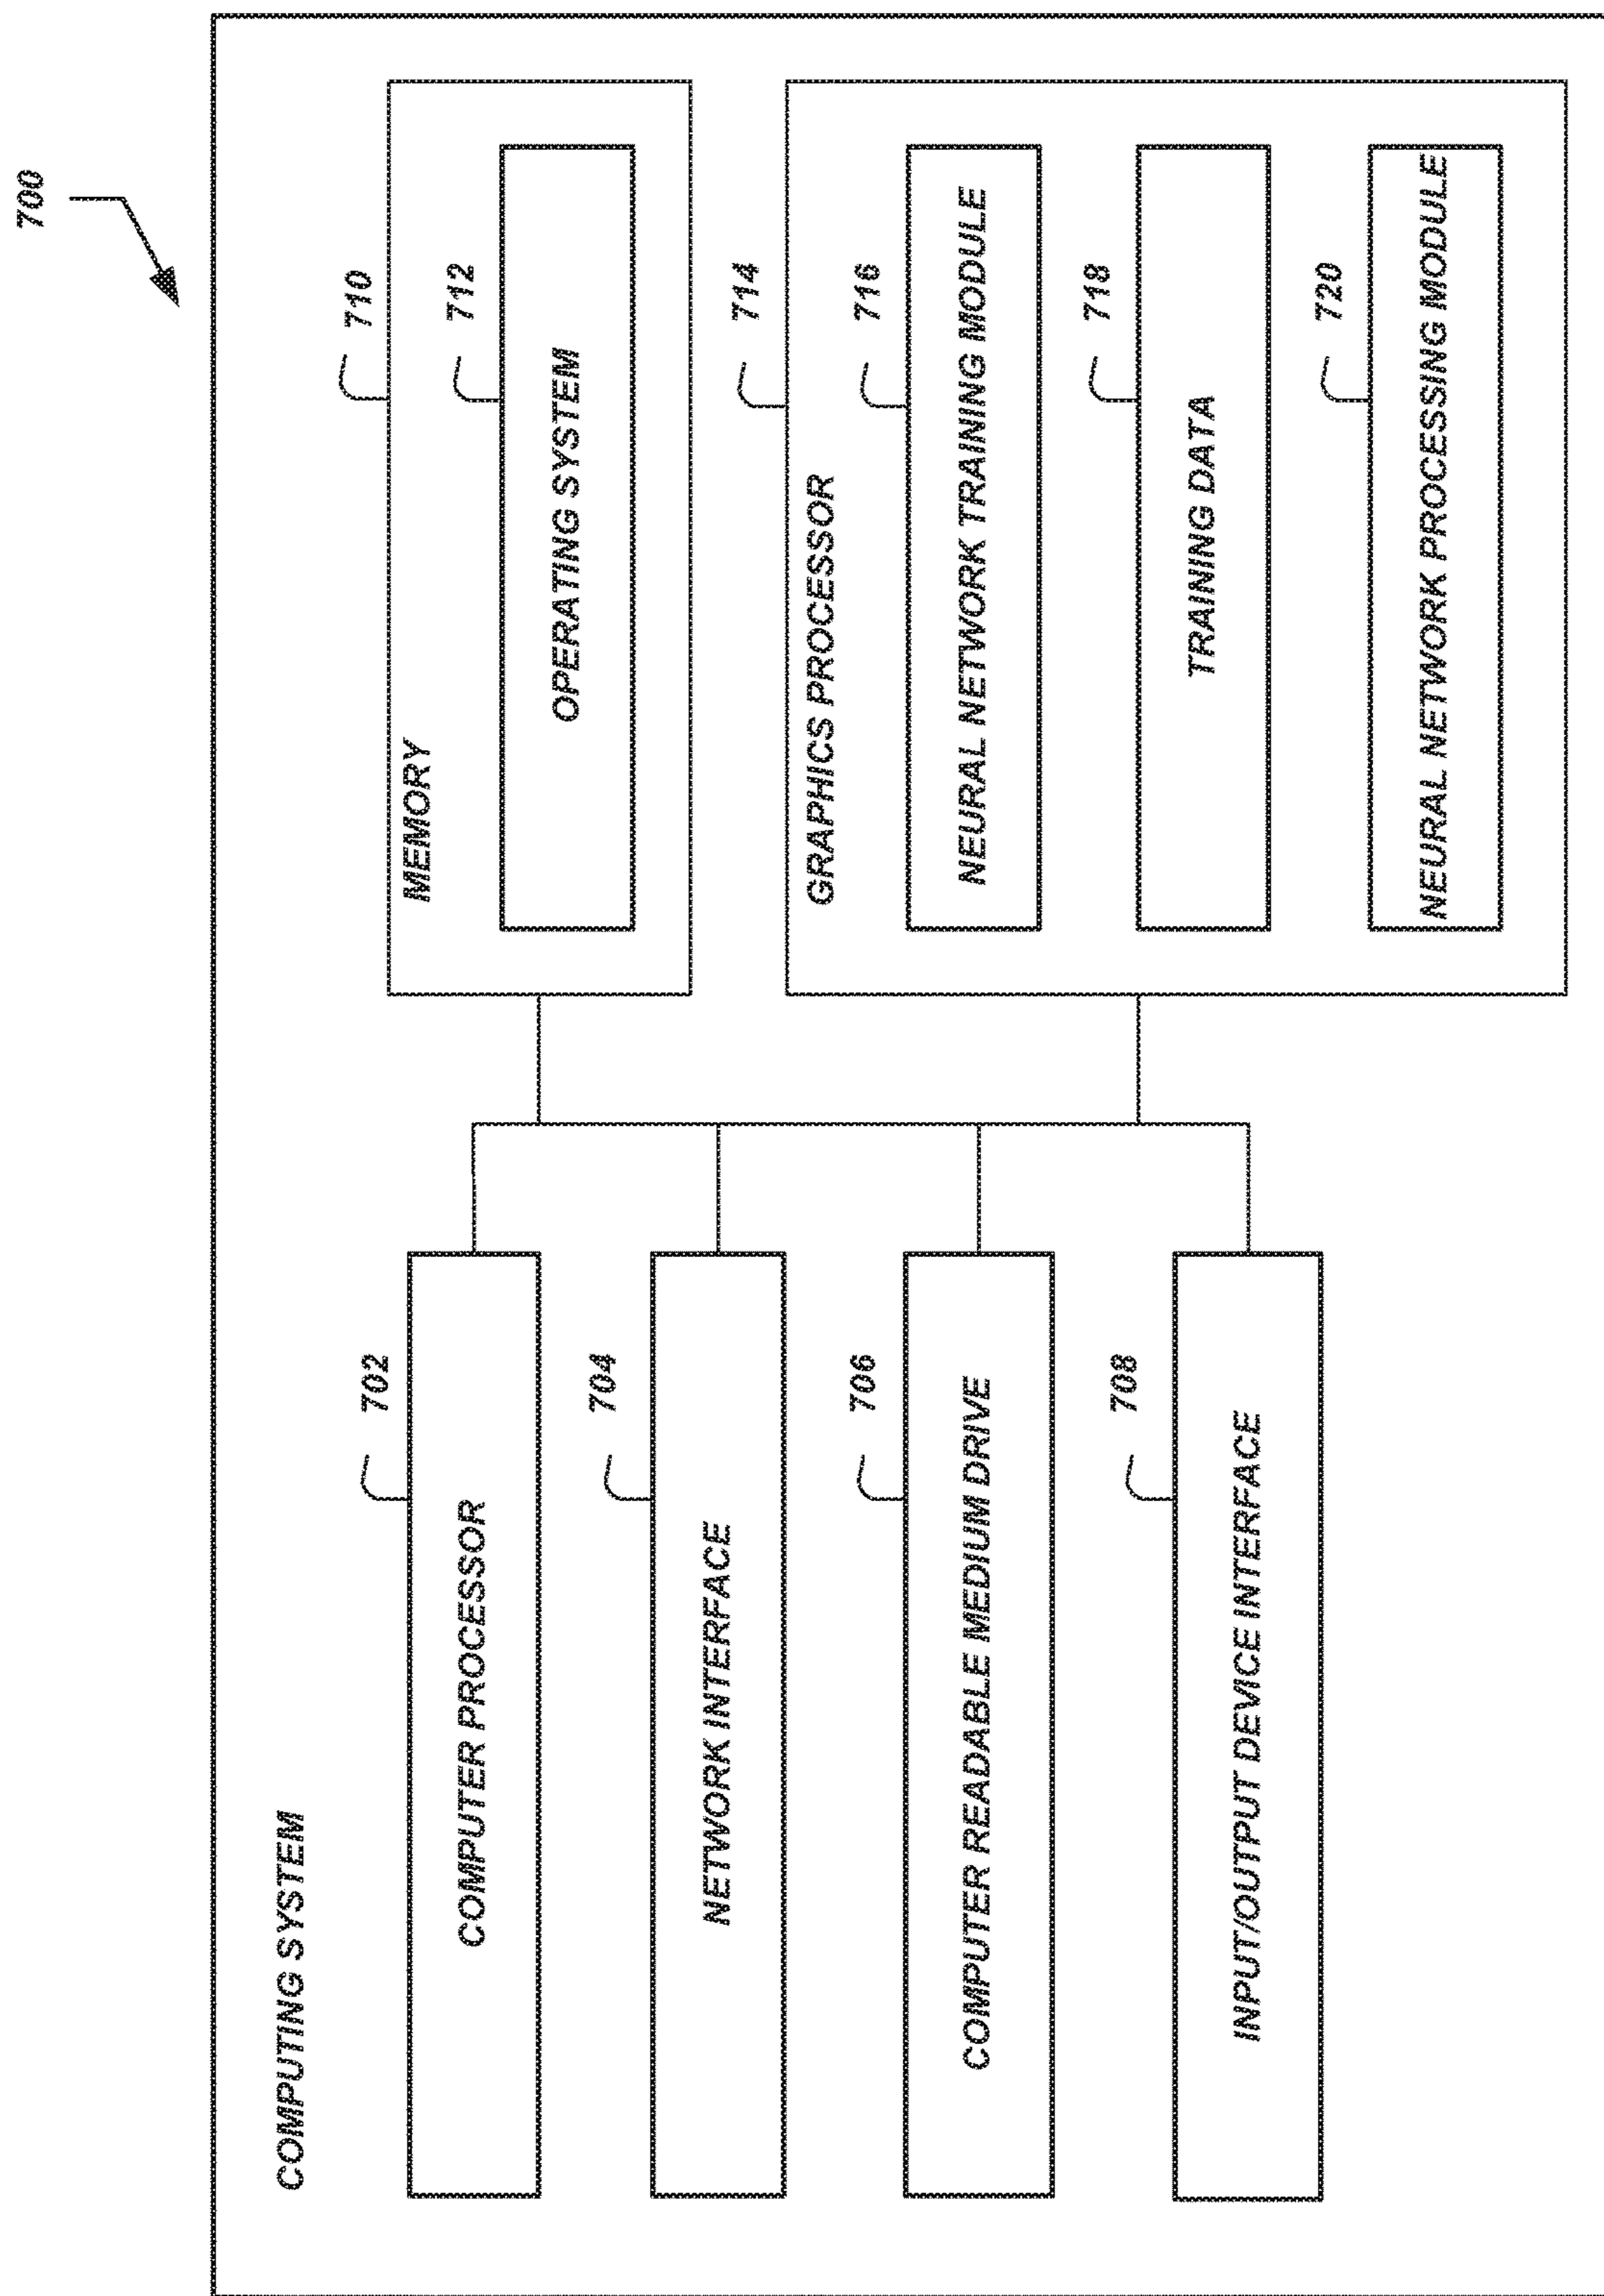 700
COMPUTING SYSTEM
702
COMPUTER PROCESSOR
704
NETWORK INTERFACE
706
COMPUTER READABLE MEDIUM DRIVE
708
INPUT/OUTPUT DEVICE INTERFACE
710
MEMORY
712
OPERATING SYSTEM
714
GRAPHICS PROCESSOR
716
NEURAL NETWORK TRAINING MODULE
718
TRAINING DATA
720
NEURAL NETWORK PROCESSING MODULE